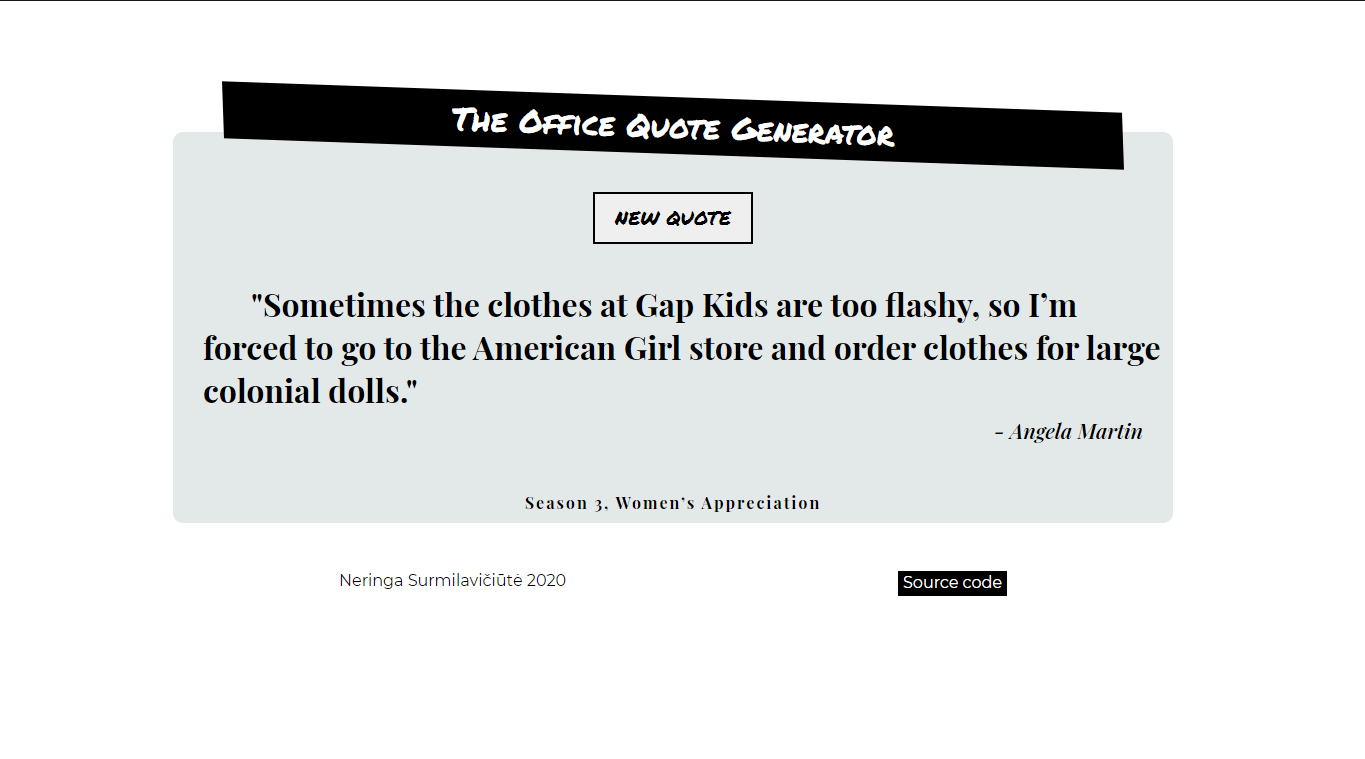 The Office Quote Generator
NEW QUOTE
"Sometimes the clothes at Gap Kids are too flashy, so I’m
forced to go to the American Girl store and order clothes for large
colonial dolls."
- Angela Martin
Season 3, Women’s Appreciation
Neringa Surmilavičiūtė 2020
Source code